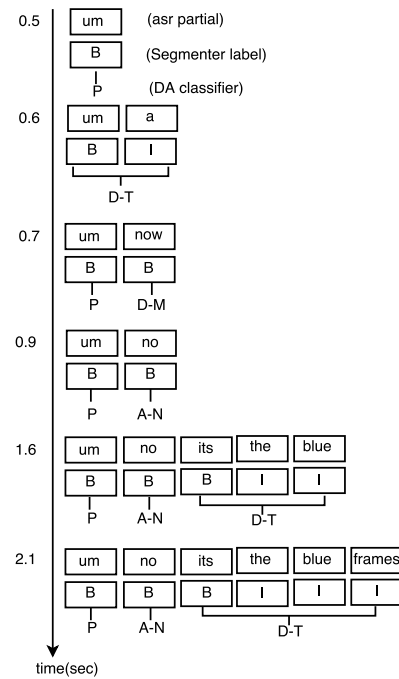 0.5 um (asr partial)
B (Segmenter label)
P (DA classifier)
0.6 um a
B I
D-T
0.7 um now
B B
P D-M
0.9 um no
B B
P A-N
1.6 um no its the blue
B B B I I
P A-N D-T
2.1 um no its the blue frames
B B B I I I
P A-N D-T
time(sec)